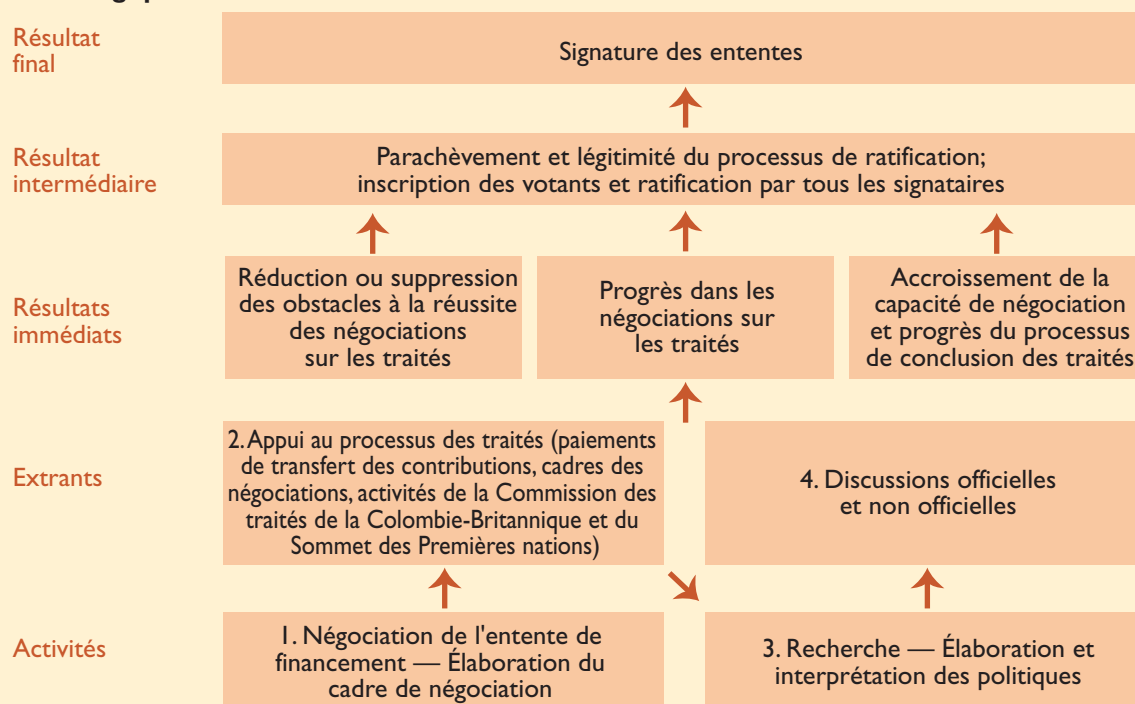 Résultat
final
Signature des ententes
Résultat
intermédiaire
Parachèvement et légitimité du processus de ratification;
inscription des votants et ratification par tous les signataires
Résultats
immédiats
Réduction ou suppression
des obstacles à la réussite
des négociations
sur les traités
Progrès dans les
négociations sur
les traités
Accroissement de la
capacité de négociation
et progrès du processus
de conclusion des traités
Extrants
2. Appui au processus des traités (paiements
de transfert des contributions, cadres des
négociations, activités de la Commission des
traités de la Colombie-Britannique et du
Sommet des Premières nations)
4. Discussions officielles
et non officielles
Activités
1. Négociation de l'entente de
financement — Élaboration du
cadre de négociation
3. Recherche — Élaboration et
interprétation des politiques